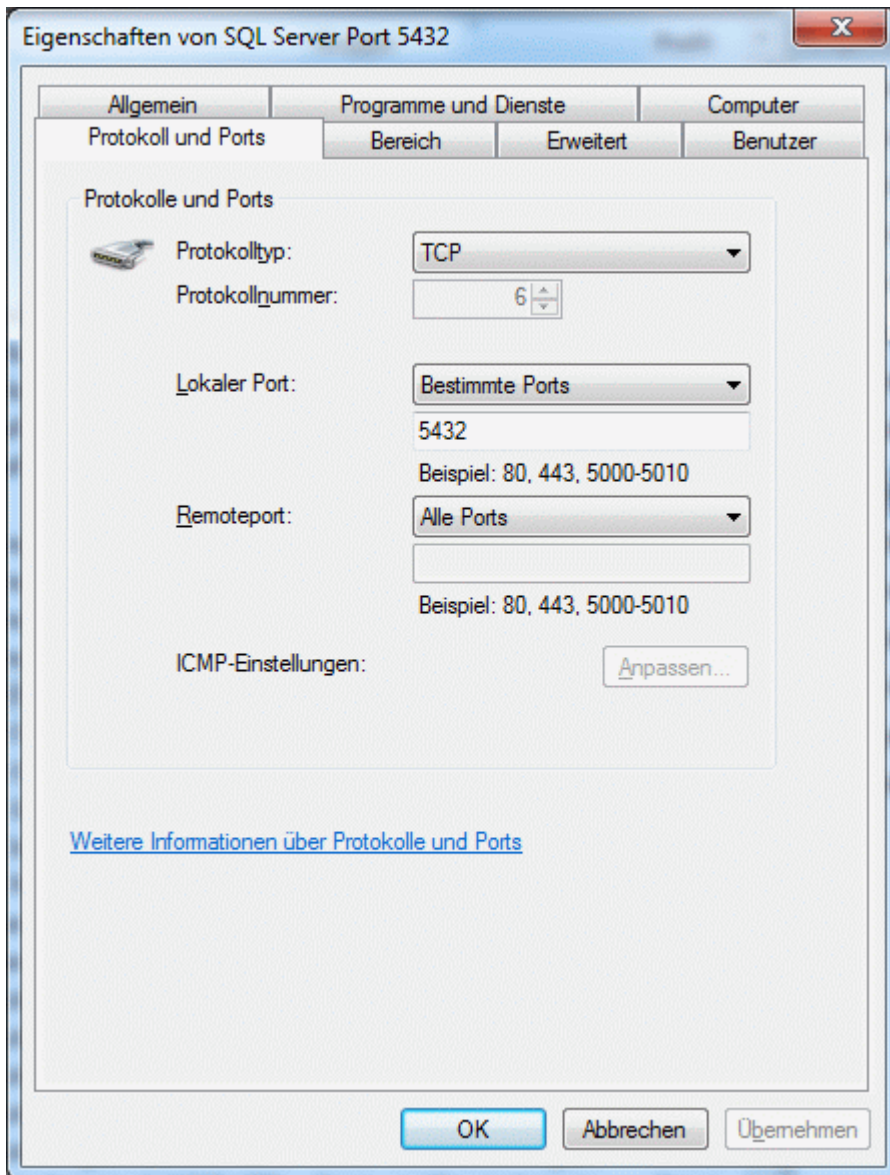 Eigenschaften von SQL Server Port 5432
Allgemein Programme und Dienste Computer
Protokoll und Ports Bereich Erweitert Benutzer
Protokolle und Ports
Protokolltyp: TCP
Protokollnummer: 6
Lokaler Port: Bestimmte Ports
5432
Beispiel: 80, 443, 5000-5010
Remoteport: Alle Ports
Beispiel: 80, 443, 5000-5010
ICMP-Einstellungen: Anpassen...
Weitere Informationen über Protokolle und Ports
OK Abbrechen Übernehmen